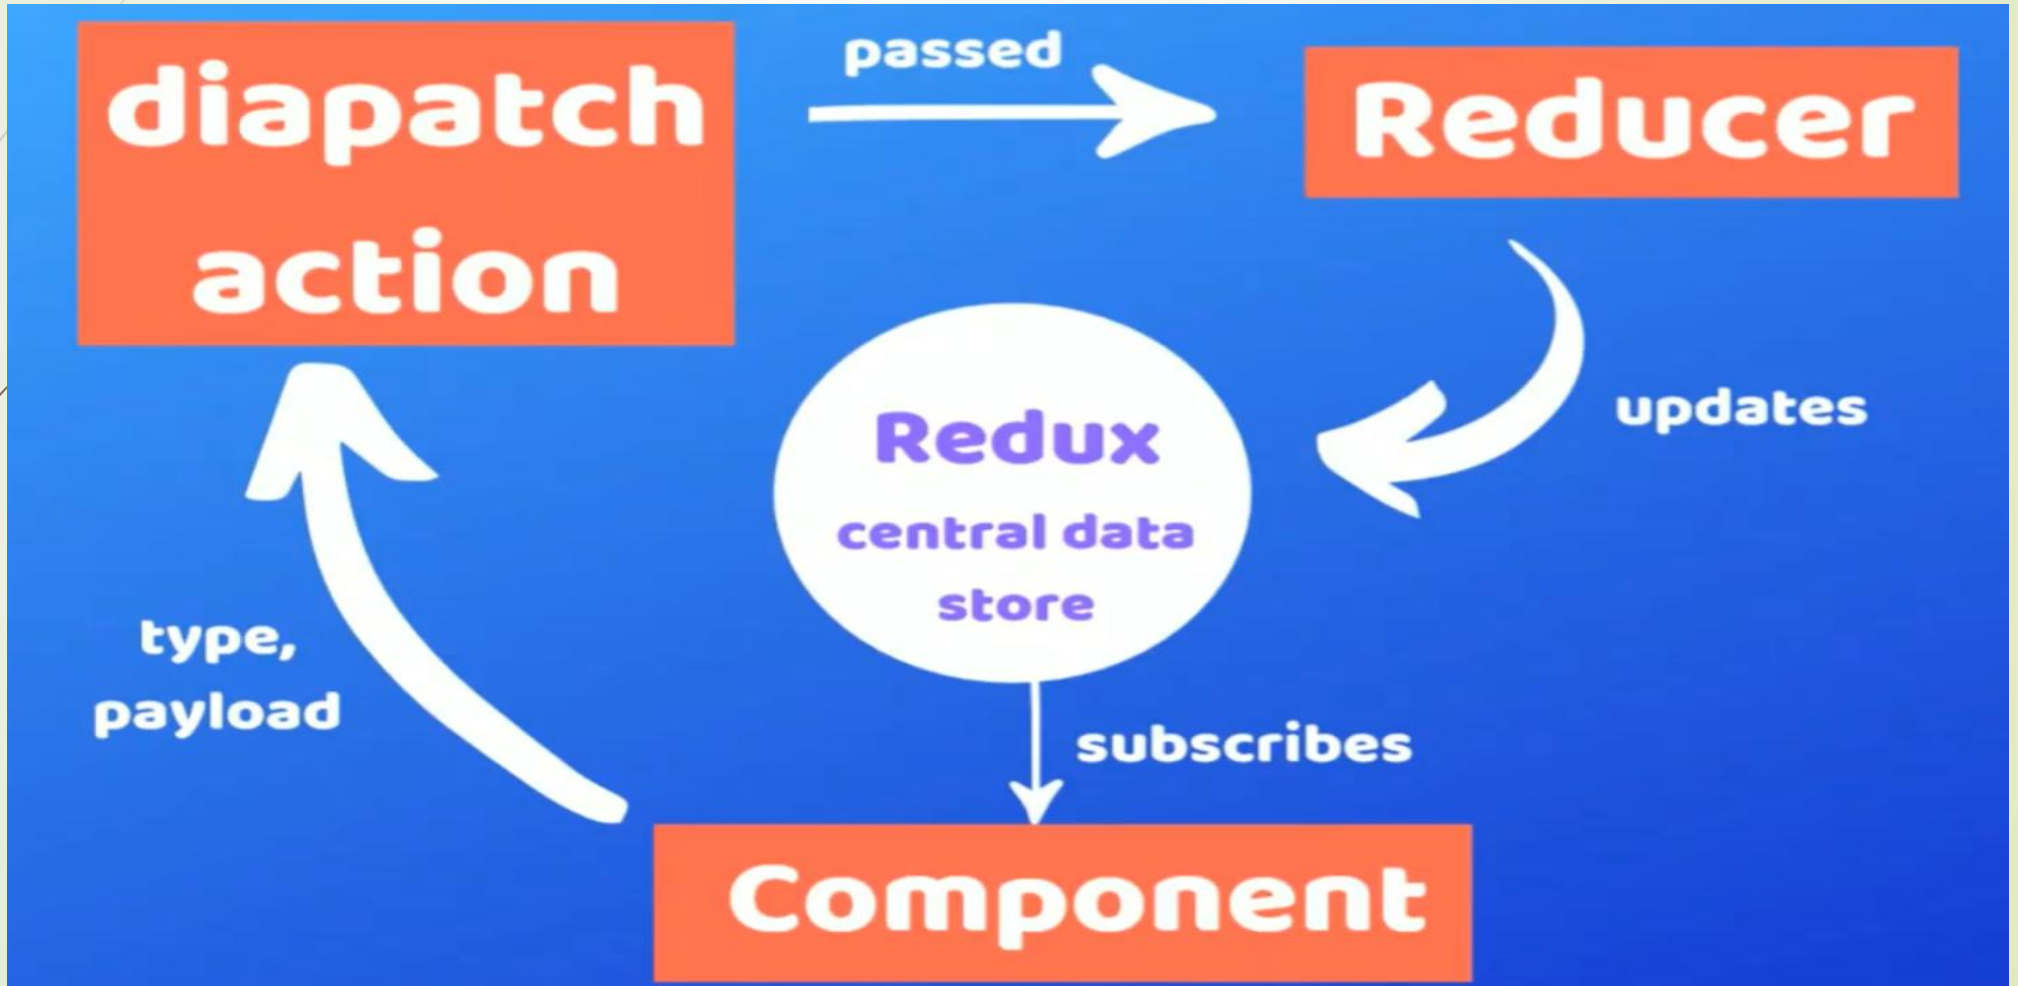 diapatch
action
passed
Reducer
updates
Redux
central data
store
subscribes
type,
payload
Component